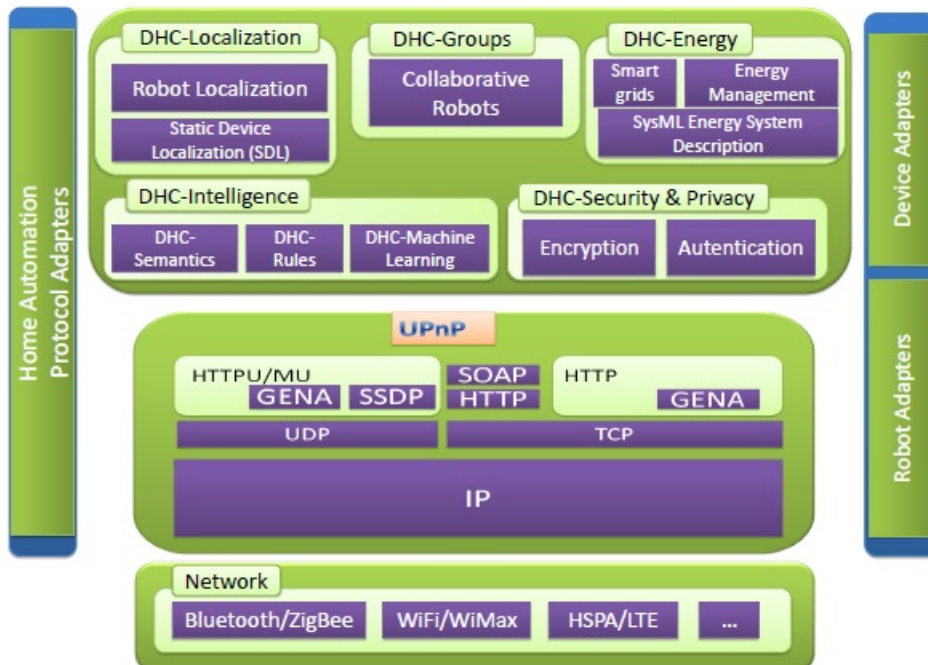 Home Automation
Protocol Adapters
DHC-Localization
Robot Localization
Static Device
Localization (SDL)
DHC-Groups
Collaborative
Robots
DHC-Energy
Smart
grids
Energy
Management
SysML Energy System
Description
DHC-Intelligence
DHC-
Semantics
DHC-
Rules
DHC-Machine
Learning
DHC-Security & Privacy
Encryption
Autentication
Device Adapters
Robot Adapters
UPnP
HTTPU/MU
GENA
SSDP
SOAP
HTTP
HTTP
GENA
UDP
TCP
IP
Network
Bluetooth/ZigBee
WiFi/WiMax
HSPA/LTE
...